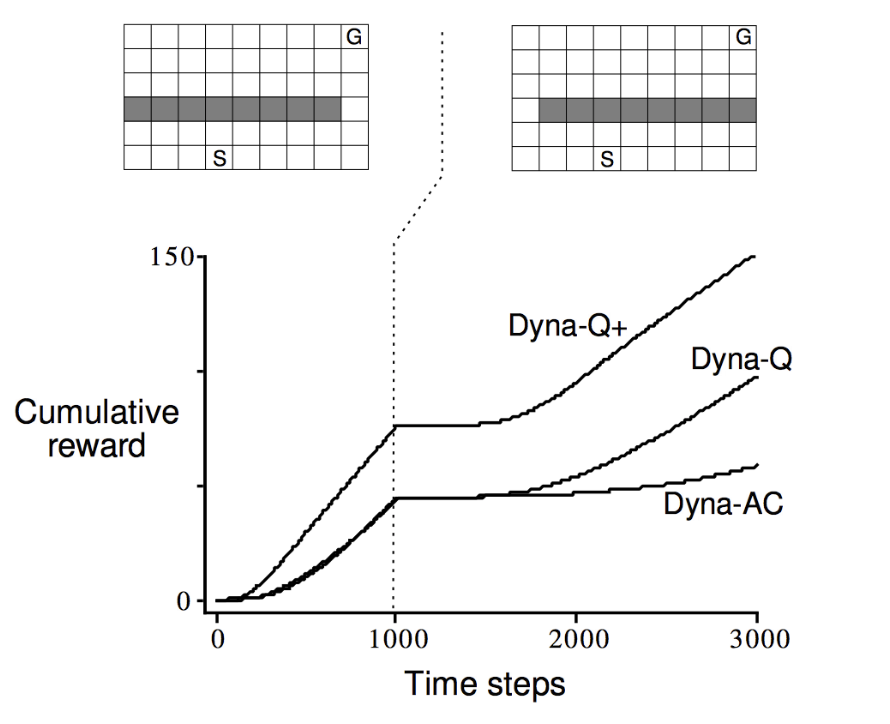 G
G
S
S
150
Dyna-Q+
Dyna-Q
Cumulative
reward
Dyna-AC
0
0
1000
2000
3000
Time steps